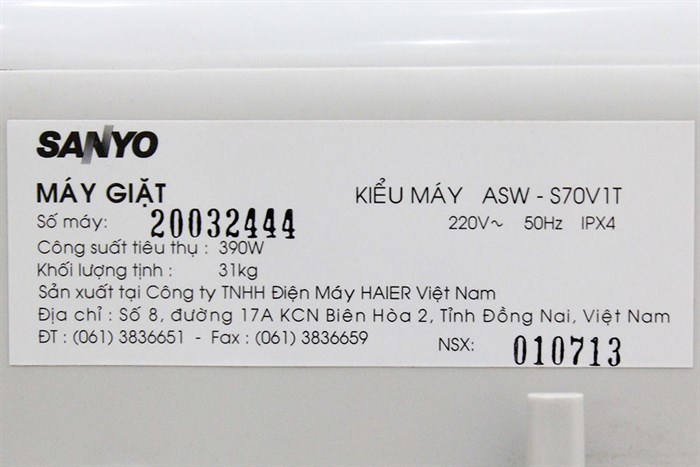 SANYO
MÁY GIẶT KIỂU MÁY ASW - S70V1T
Số máy: 20032444 220V~ 50Hz IPX4
Công suất tiêu thụ : 390W
Khối lượng tịnh : 31kg
Sản xuất tại Công ty TNHH Điện Máy HAIER Việt Nam
Địa chỉ : Số 8, đường 17A KCN Biên Hòa 2, Tỉnh Đồng Nai, Việt Nam
ĐT : (061) 3836651 - Fax : (061) 3836659 NSX: 010713